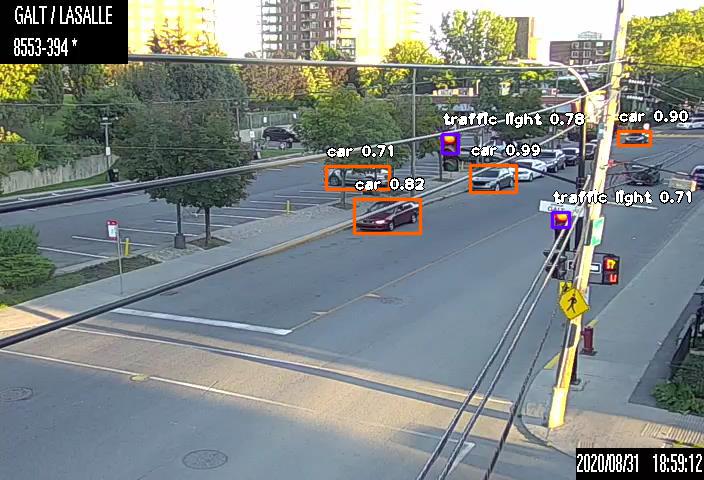 GALT / LASALLE
8553-394 *
traffic light 0.78
car 0.90
car 0.71
car 0.99
car 0.82
traffic light 0.71
2020/08/31 18:59:12